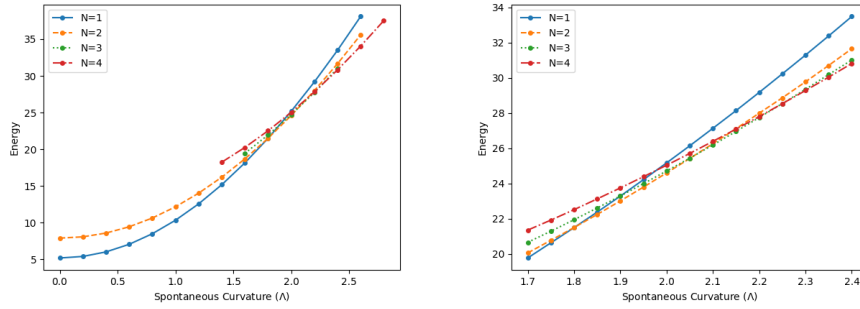 N=1
N=2
N=3
N=4
35
30
25
20
15
10
5
Energy
0.0 0.5 1.0 1.5 2.0 2.5
Spontaneous Curvature (Λ)
N=1
N=2
N=3
N=4
34
32
30
28
26
24
22
20
Energy
1.7 1.8 1.9 2.0 2.1 2.2 2.3 2.4
Spontaneous Curvature (Λ)